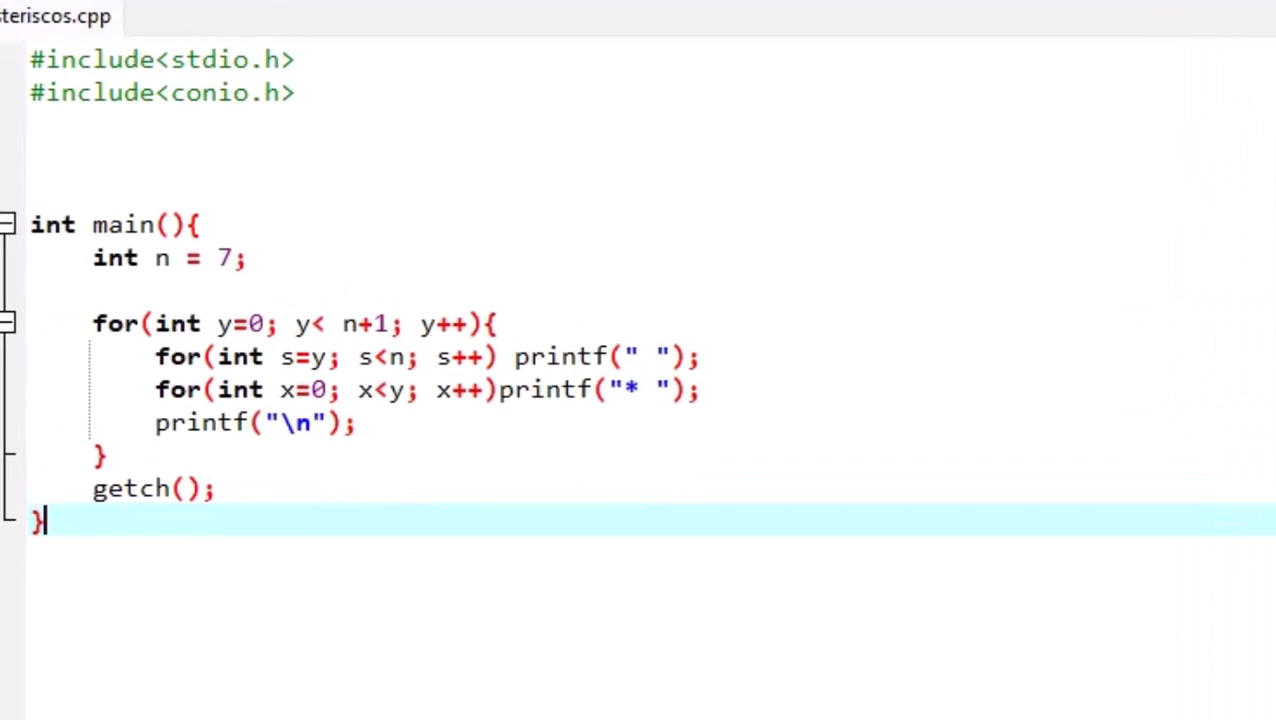 teriscos.cpp
#include<stdio.h>
#include<conio.h>
int main(){
    int n = 7;
    for(int y=0; y< n+1; y++){
        for(int s=y; s<n; s++) printf(" ");
        for(int x=0; x<y; x++)printf("* ");
        printf("\n");
    }
    getch();
}